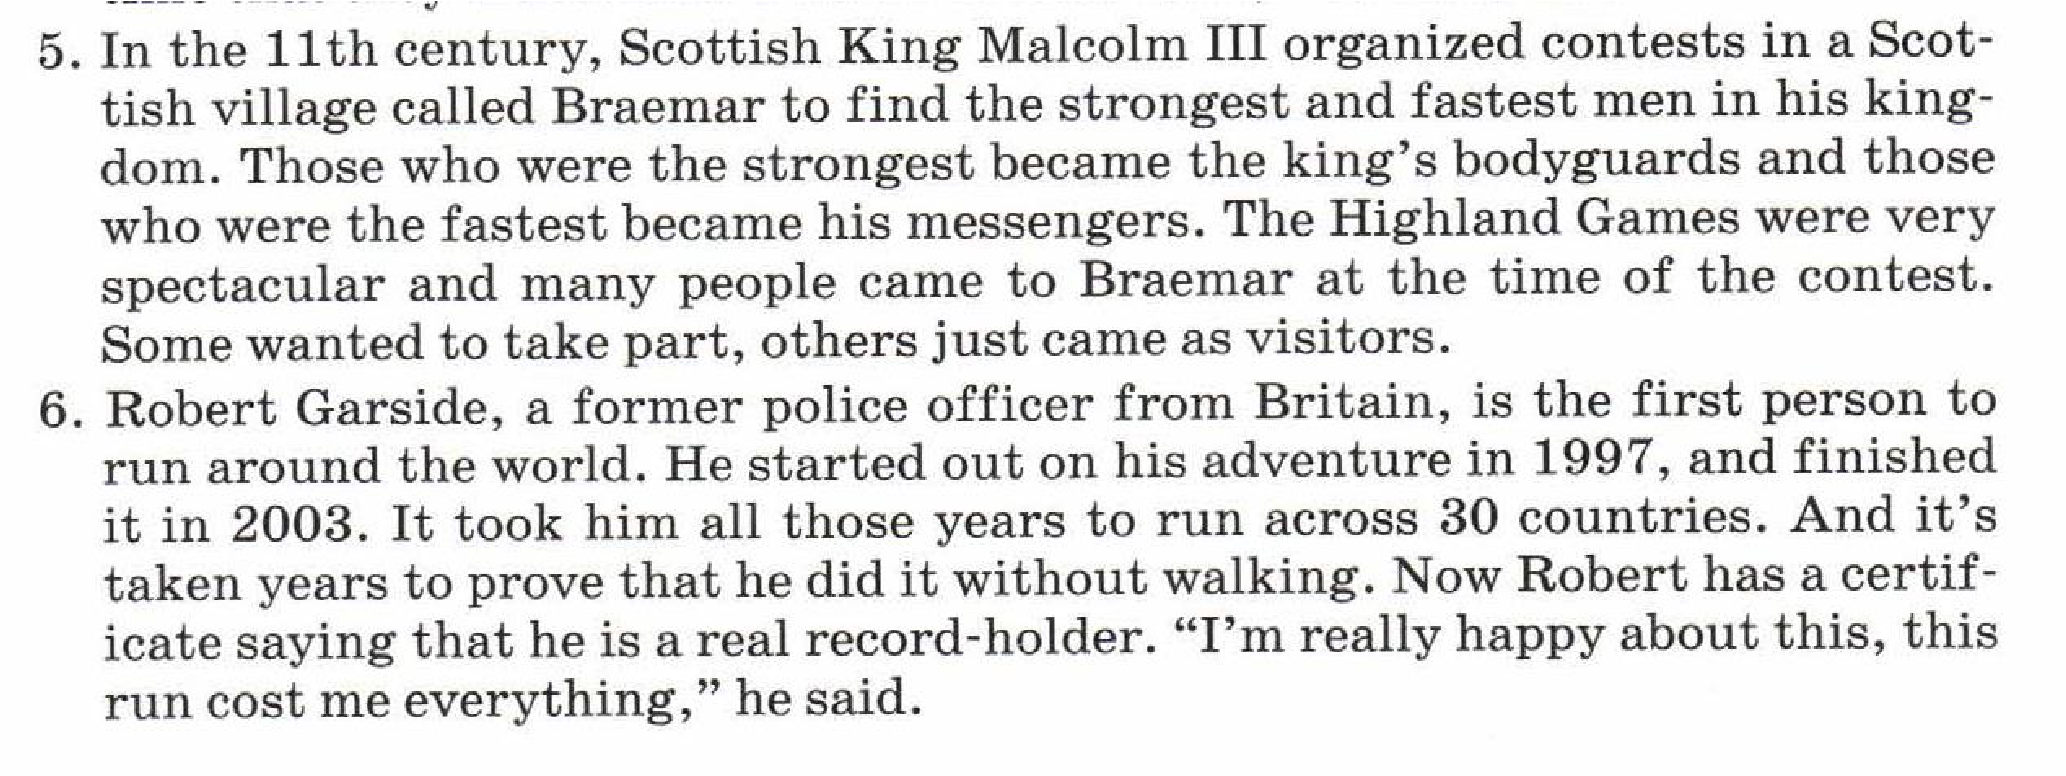 5. In the 11th century, Scottish King Malcolm III organized contests in a Scot-
tish village called Braemar to find the strongest and fastest men in his king-
dom. Those who were the strongest became the king's bodyguards and those
who were the fastest became his messengers. The Highland Games were very
spectacular and many people came to Braemar at the time of the contest.
Some wanted to take part, others just came as visitors.
6. Robert Garside, a former police officer from Britain, is the first person to
run around the world. He started out on his adventure in 1997, and finished
it in 2003. It took him all those years to run across 30 countries. And it's
taken years to prove that he did it without walking. Now Robert has a certif-
icate saying that he is a real record-holder. “I'm really happy about this, this
run cost me everything,” he said.